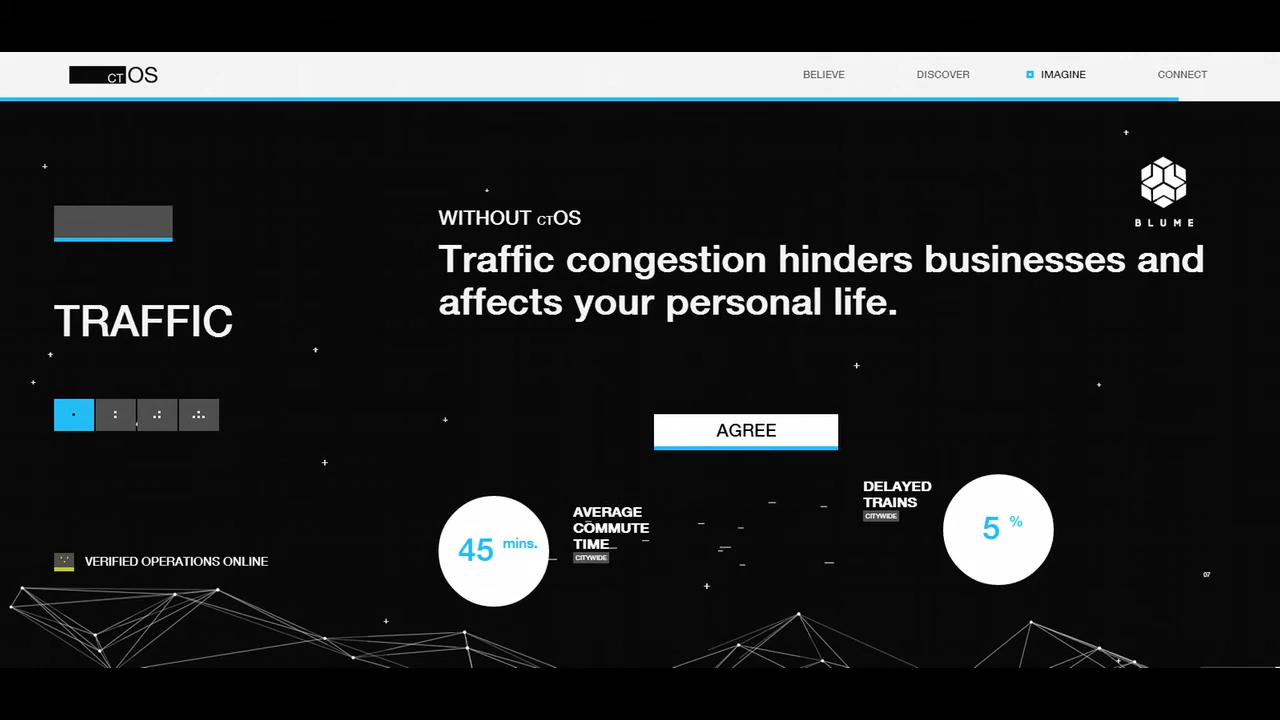 CTOS
BELIEVE
DISCOVER
IMAGINE
CONNECT
BLUME
WITHOUT CTOS
Traffic congestion hinders businesses and
affects your personal life.
TRAFFIC
AGREE
45 mins.
AVERAGE
COMMUTE
TIME
CITYWIDE
DELAYED
TRAINS
CITYWIDE
5 %
VERIFIED OPERATIONS ONLINE
07